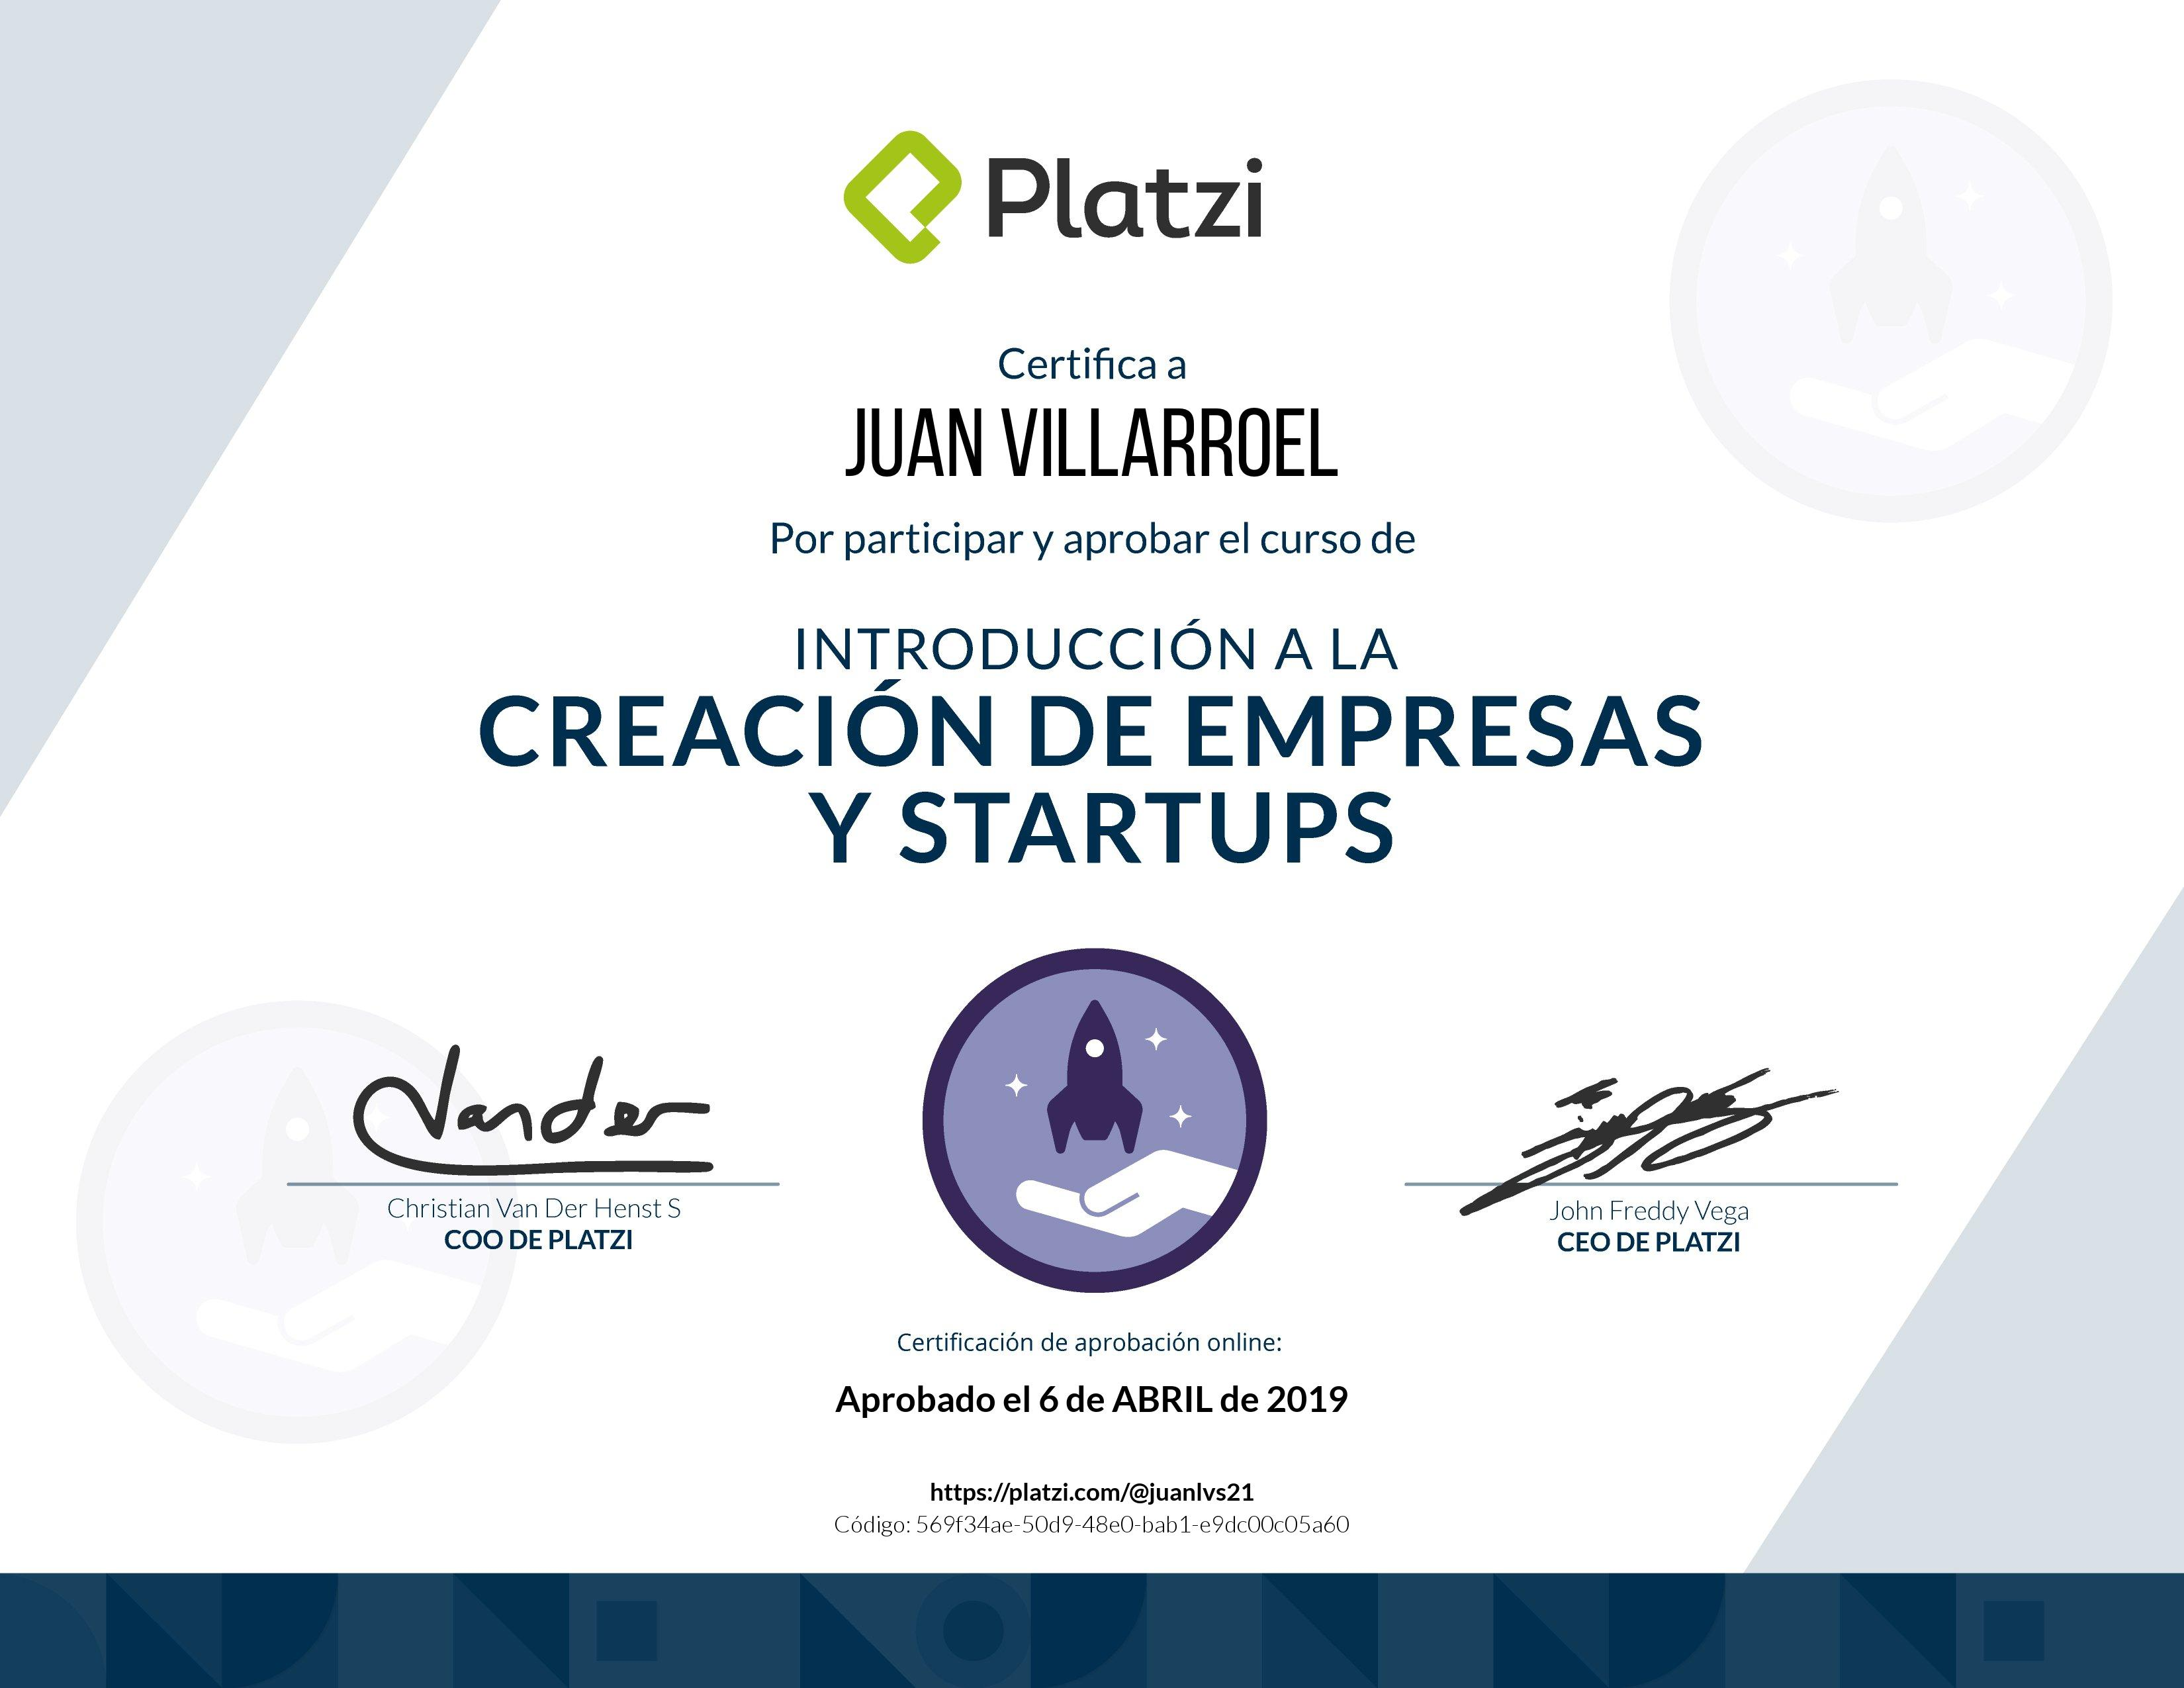 Platzi
Certifica a
JUAN VILLARROEL
Por participar y aprobar el curso de
INTRODUCCIÓN A LA
CREACIÓN DE EMPRESAS
Y STARTUPS
Vander
Christian Van Der Henst S
COO DE PLATZI
John Freddy Vega
CEO DE PLATZI
Certificación de aprobación online:
Aprobado el 6 de ABRIL de 2019
https://platzi.com/@juanlvs21
Código: 569f34ae-50d9-48e0-bab1-e9dc00c05a60